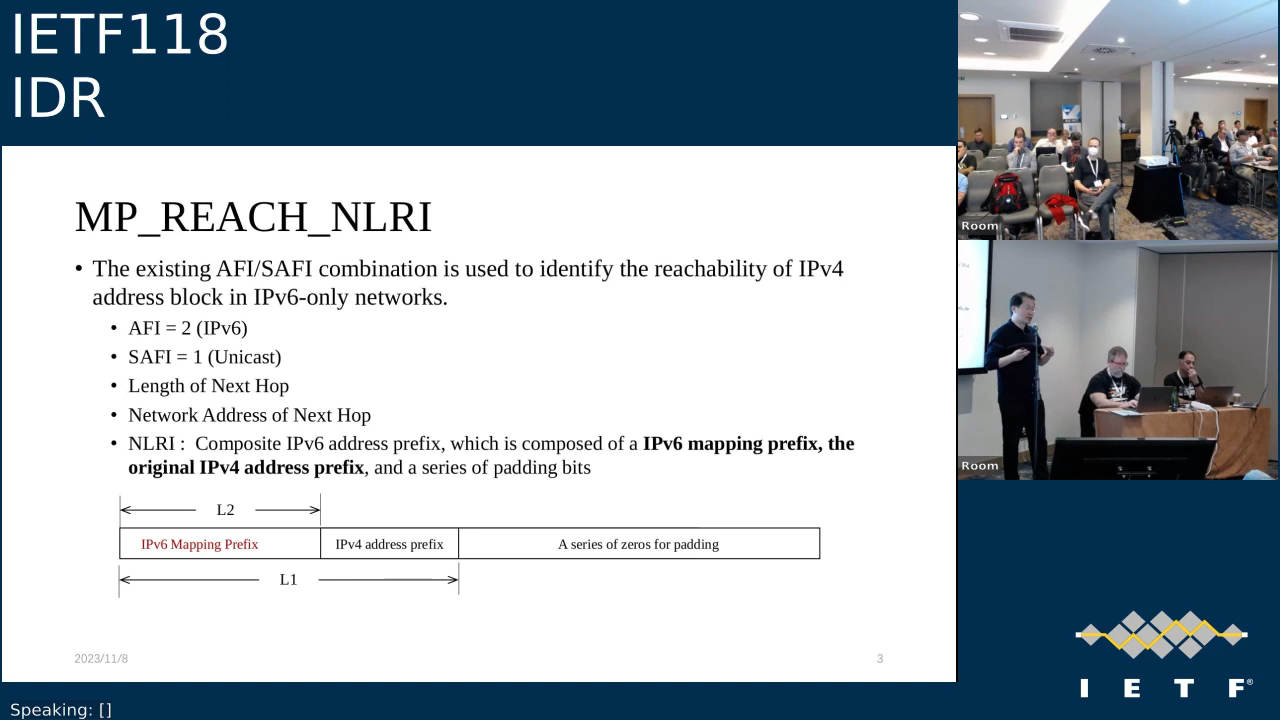 IETF118
IDR
MP_REACH_NLRI
• The existing AFI/SAFI combination is used to identify the reachability of IPv4
address block in IPv6-only networks.
• AFI = 2 (IPv6)
• SAFI = 1 (Unicast)
• Length of Next Hop
• Network Address of Next Hop
• NLRI :  Composite IPv6 address prefix, which is composed of a IPv6 mapping prefix, the
original IPv4 address prefix, and a series of padding bits
L2
IPv6 Mapping Prefix
IPv4 address prefix
A series of zeros for padding
L1
2023/11/8
3
Room
Room
I E T F®
Speaking: []